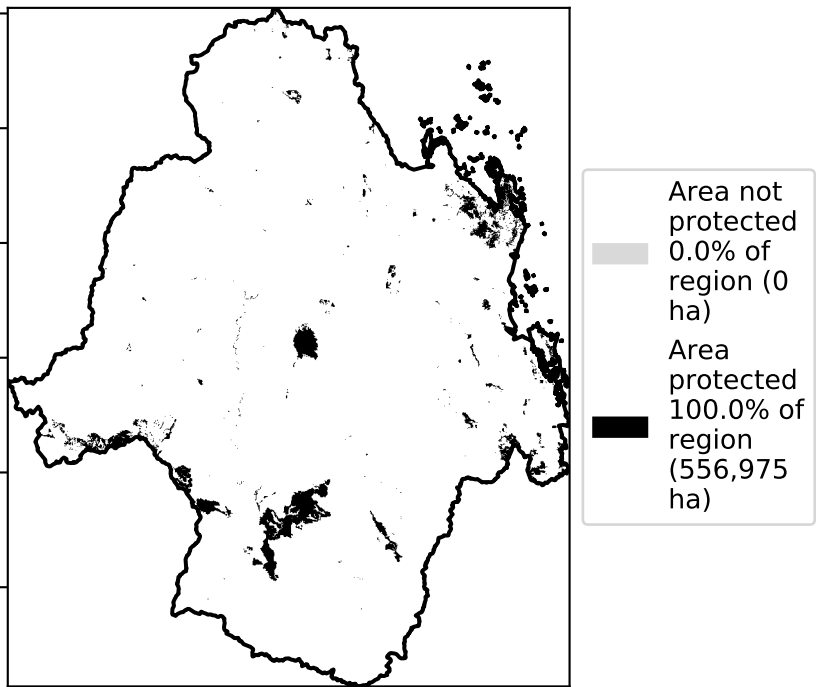 Area not
protected
0.0% of
region (0
ha)
Area
protected
100.0% of
region
(556,975
ha)